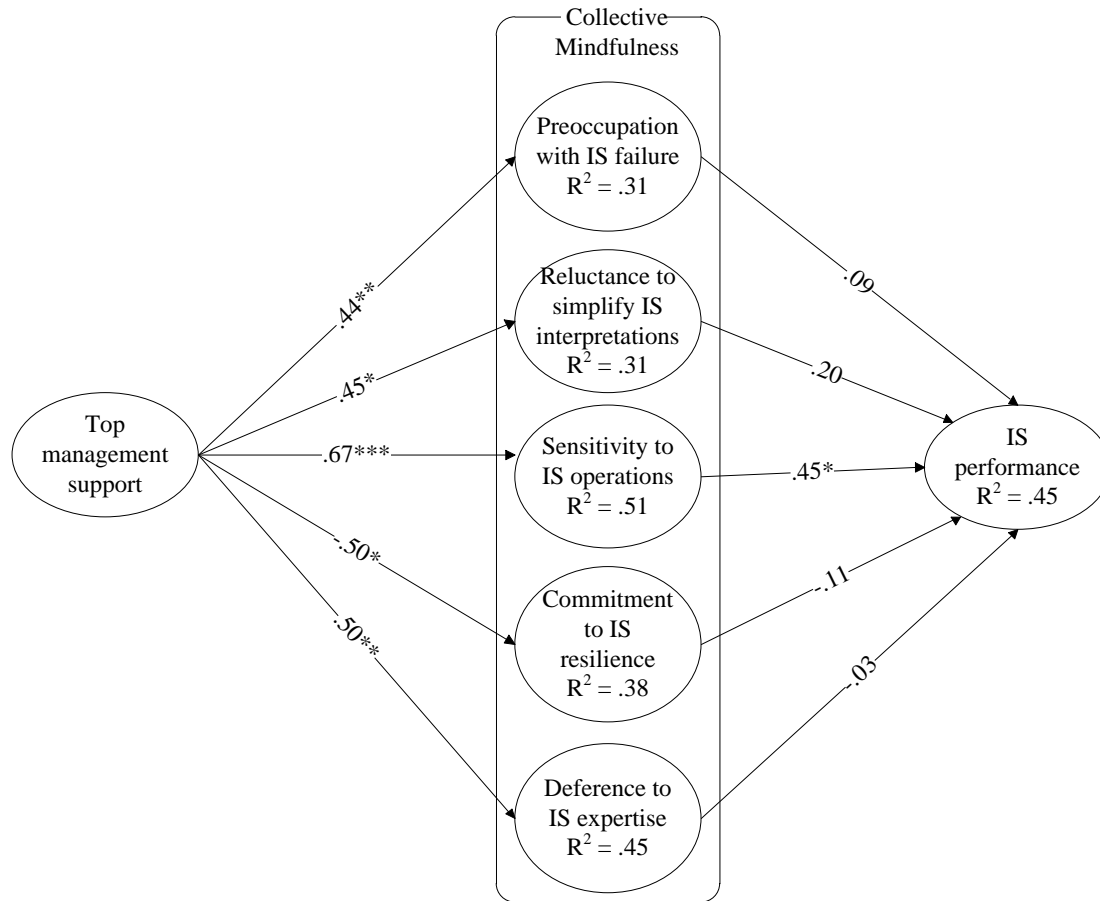 Collective
Mindfulness
Preoccupation
with IS failure
R² = .31
Reluctance to
simplify IS
interpretations
R² = .31
Sensitivity to
IS operations
R² = .51
Commitment
to IS
resilience
R² = .38
Deference to
IS expertise
R² = .45
Top
management
support
IS
performance
R² = .45
.44**
.45*
.67***
-.50*
.50**
.09
.20
.45*
-.11
-.03